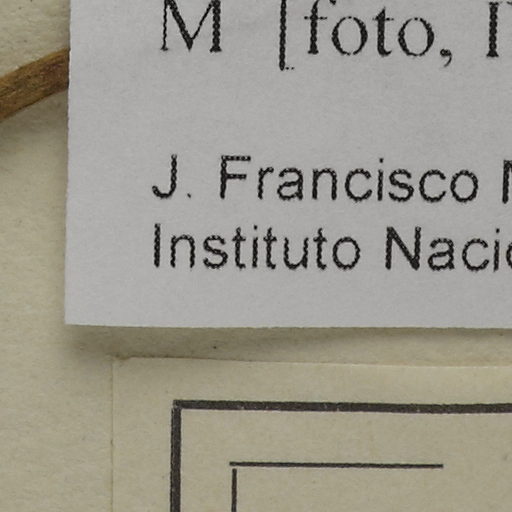 M [foto,
J. Francisco
Instituto